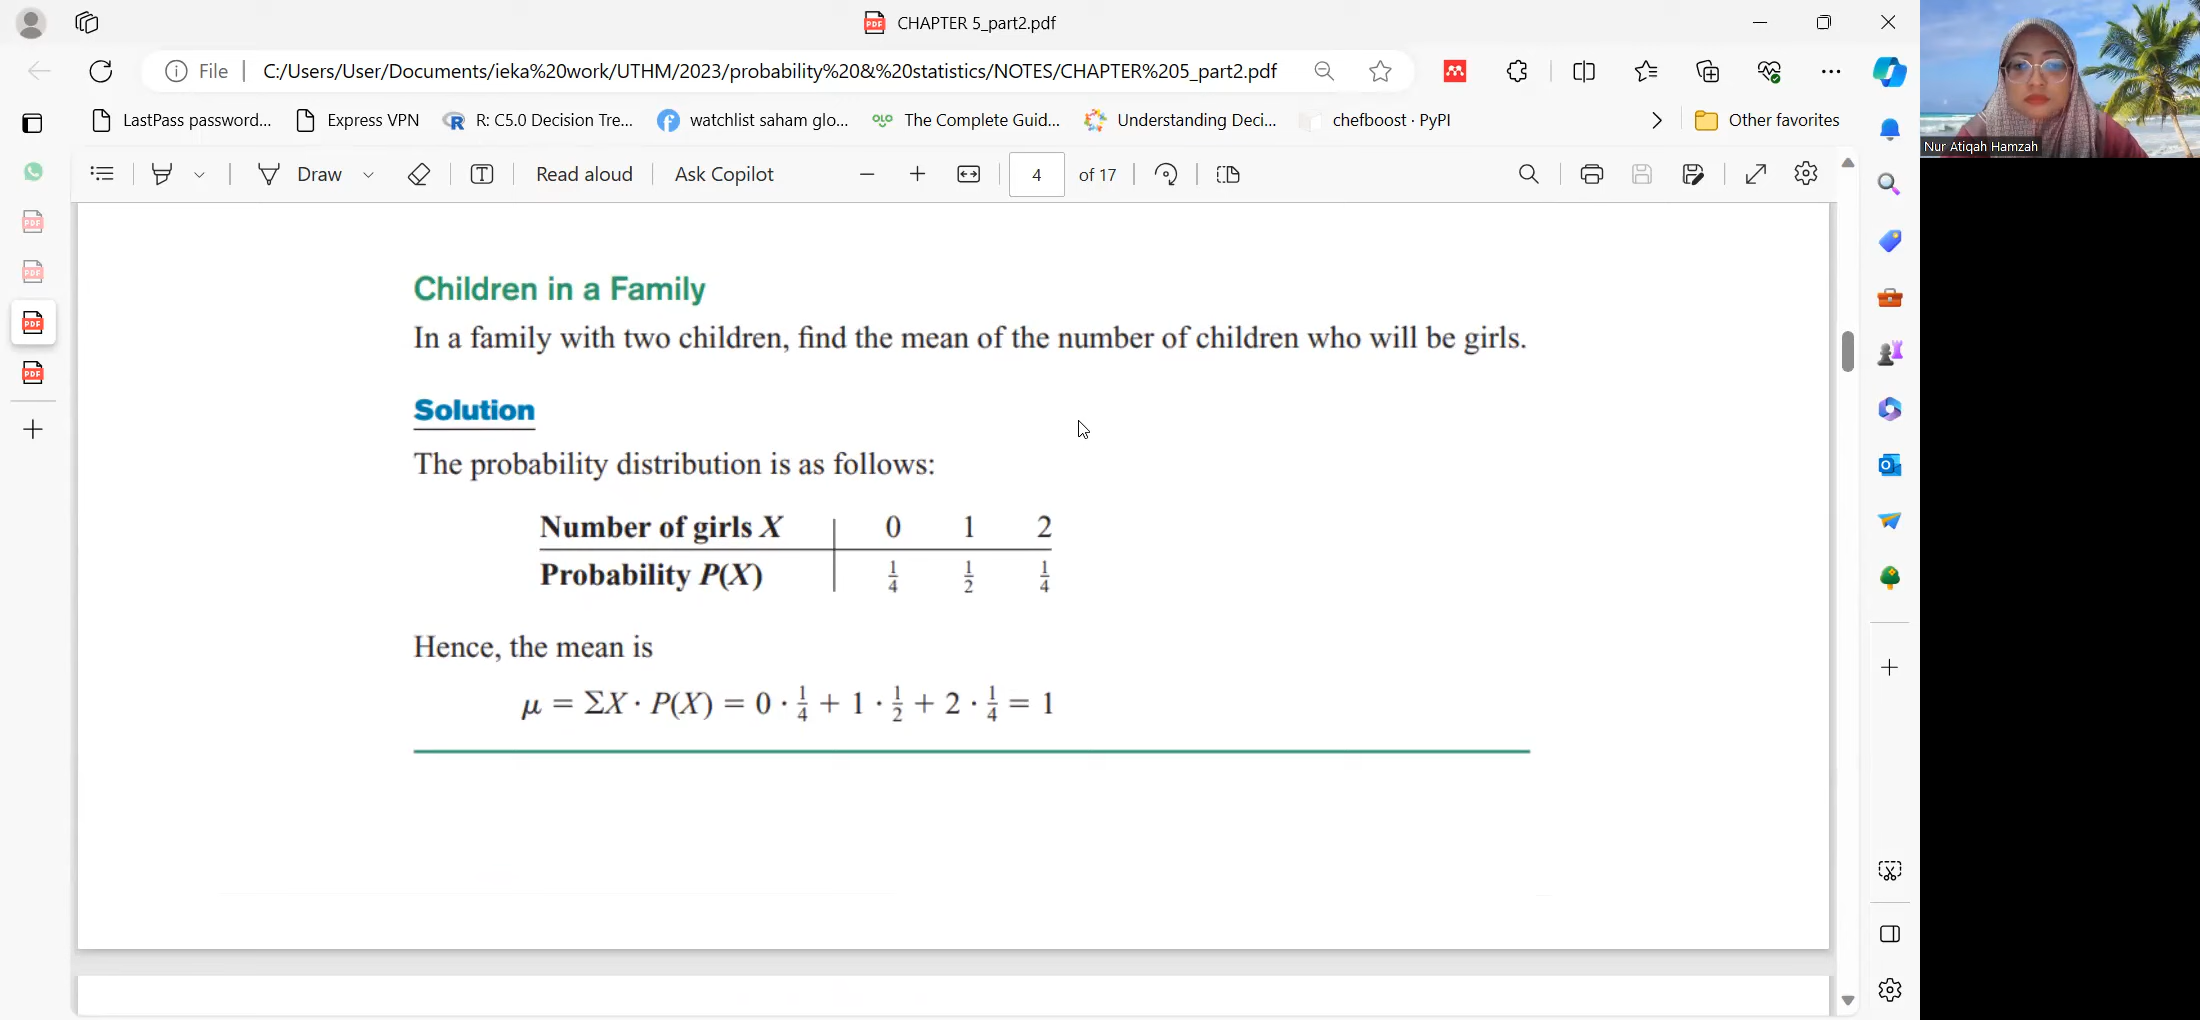 CHAPTER 5_part2.pdf
File
C:/Users/User/Documents/ieka%20work/UTHM/2023/probability%20&%20statistics/NOTES/CHAPTER%205_part2.pdf
LastPass password... Express VPN R: C5.0 Decision Tre... watchlist saham glo... The Complete Guid... Understanding Deci... chefboost · PyPI Other favorites
Draw Read aloud Ask Copilot 4 of 17
Nur Atiqah Hamzah
Children in a Family
In a family with two children, find the mean of the number of children who will be girls.
Solution
The probability distribution is as follows:
Number of girls X 0 1 2
Probability P(X) 1/4 1/2 1/4
Hence, the mean is
μ = ΣX · P(X) = 0 · 1/4 + 1 · 1/2 + 2 · 1/4 = 1